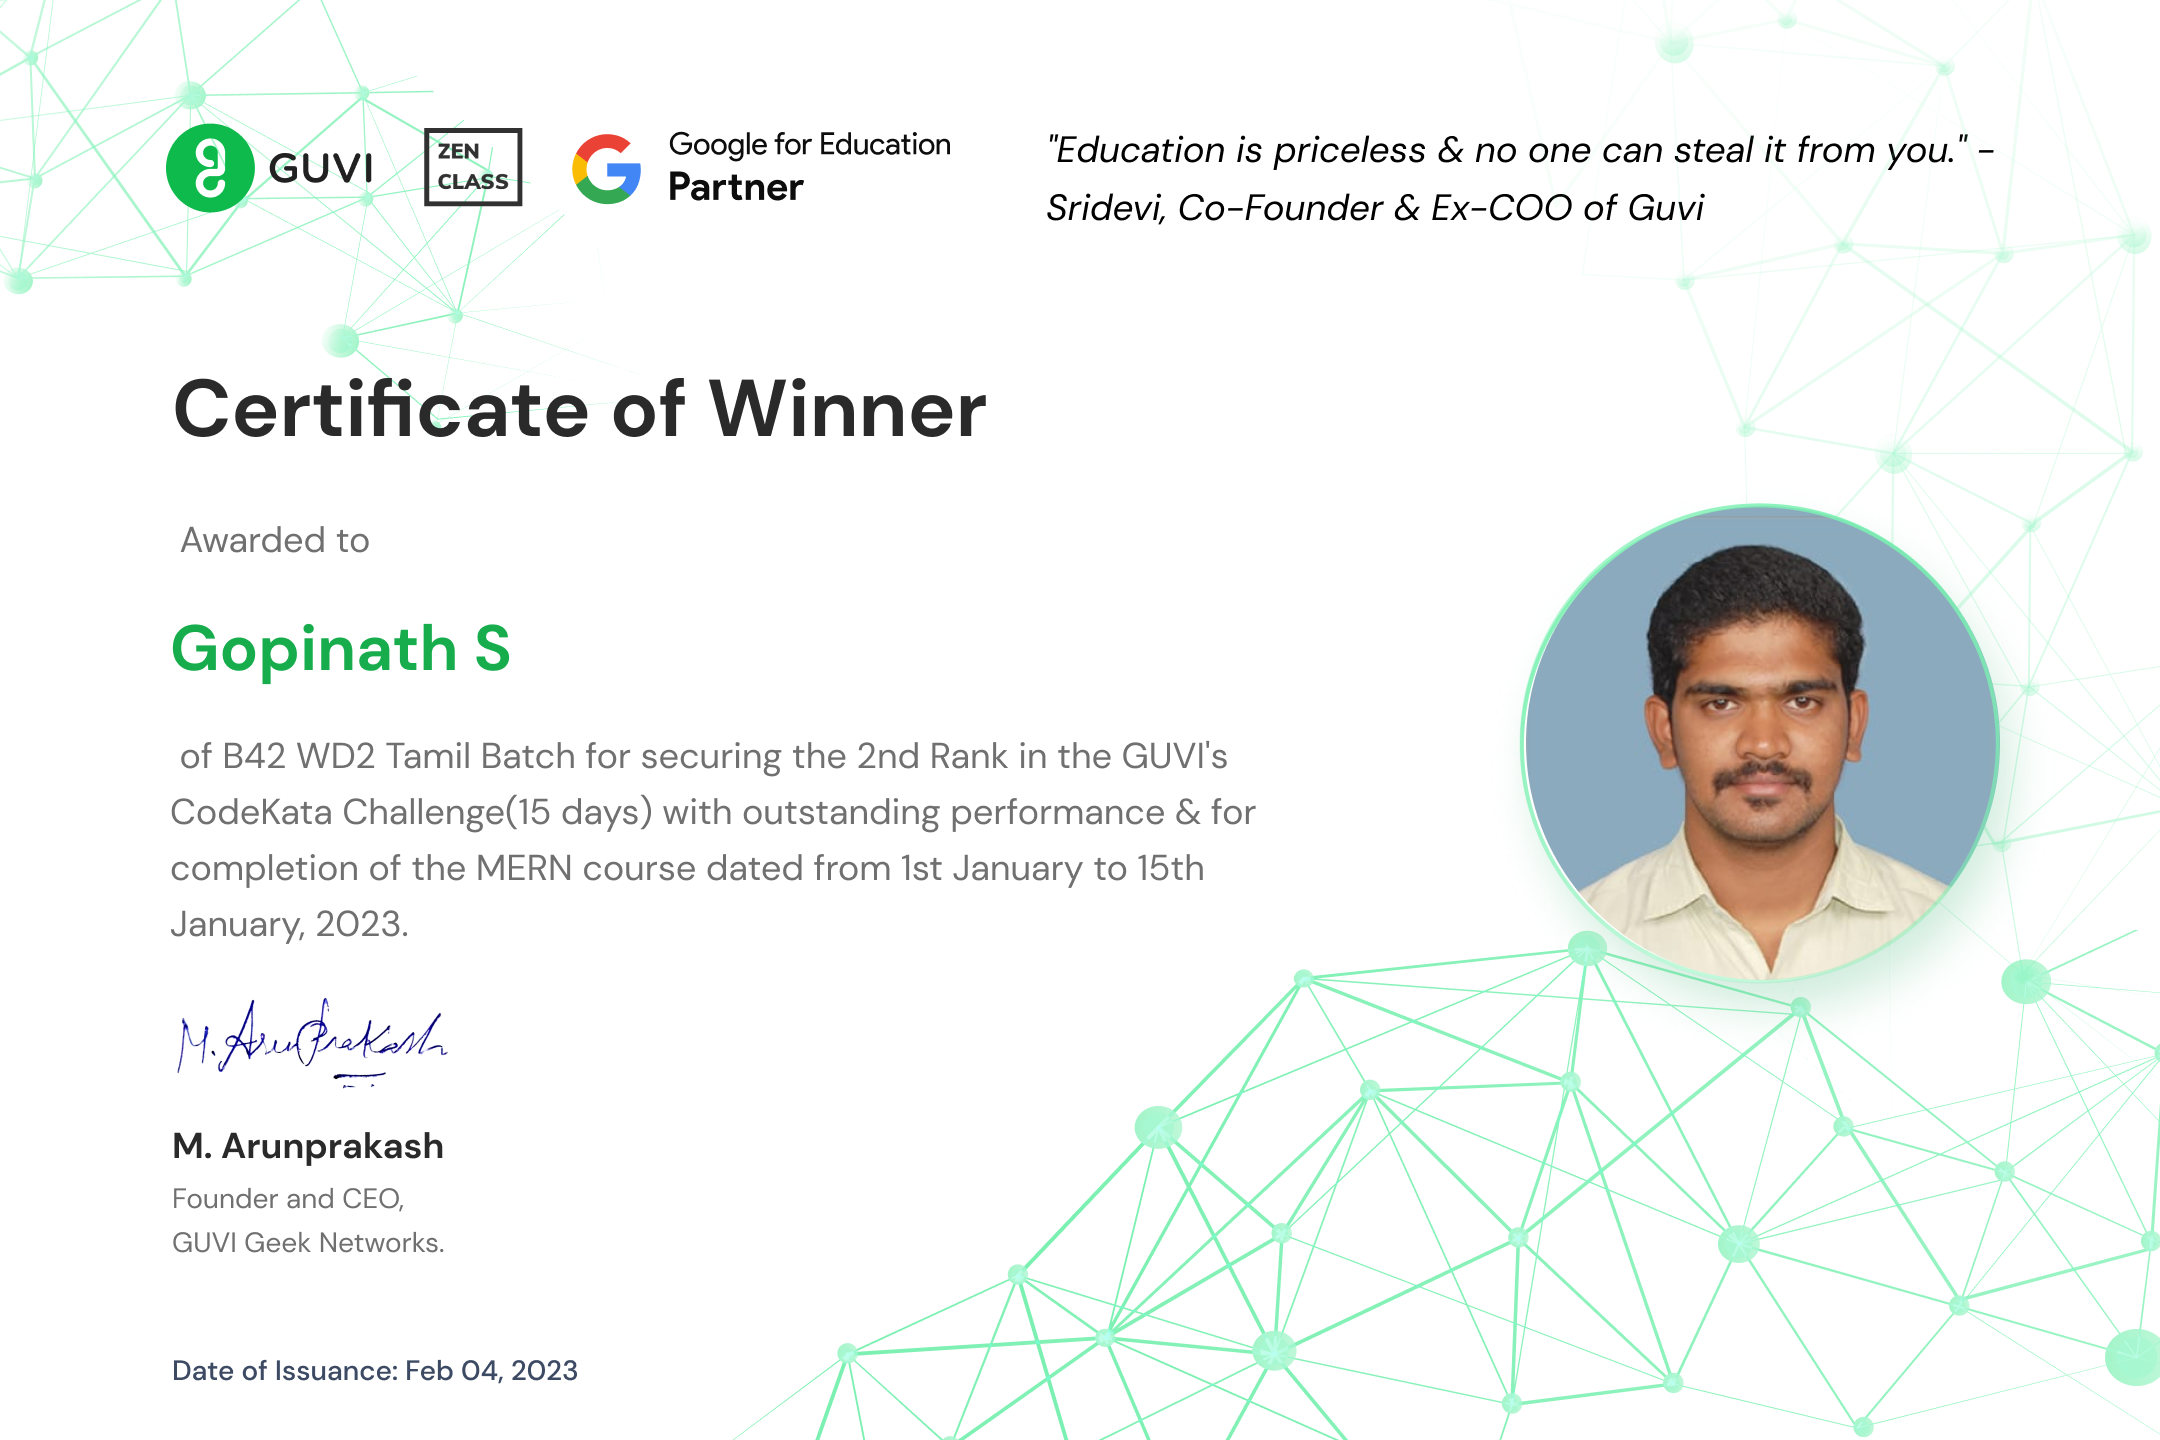 GUVI
ZEN
CLASS
Google for Education
Partner
"Education is priceless & no one can steal it from you." -
Sridevi, Co-Founder & Ex-COO of Guvi
Certificate of Winner
Awarded to
Gopinath S
of B42 WD2 Tamil Batch for securing the 2nd Rank in the GUVI's
CodeKata Challenge(15 days) with outstanding performance & for
completion of the MERN course dated from 1st January to 15th
January, 2023.
M. ArunPrakash
M. Arunprakash
Founder and CEO,
GUVI Geek Networks.
Date of Issuance: Feb 04, 2023